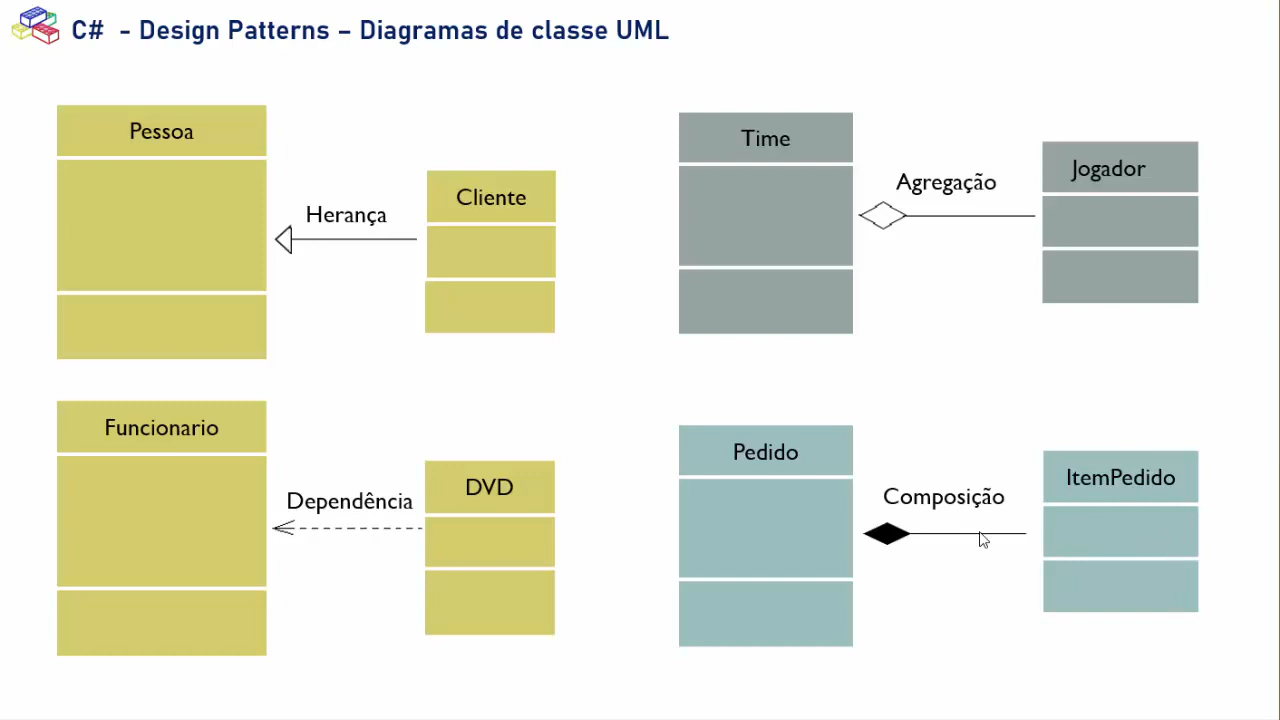 C# - Design Patterns – Diagramas de classe UML
Pessoa
Herança
Cliente
Time
Agregação
Jogador
Funcionario
Dependência
DVD
Pedido
Composição
ItemPedido